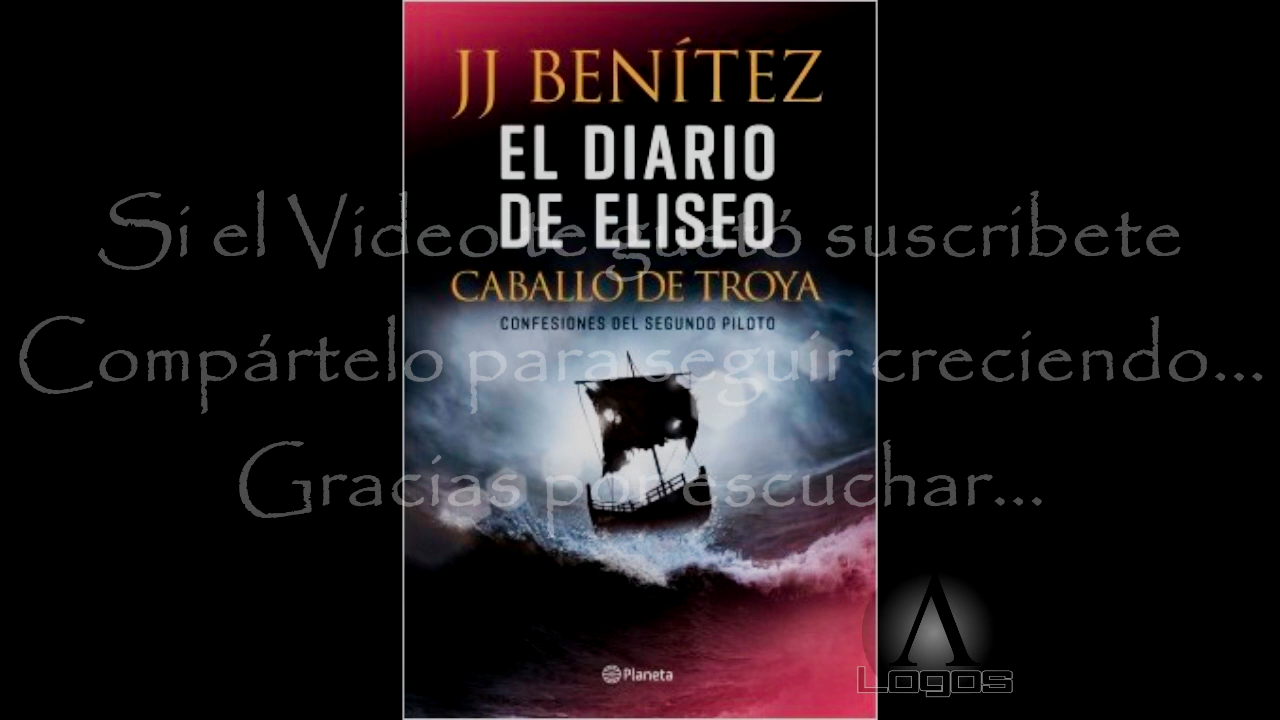 JJ BENÍTEZ
EL DIARIO
DE ELISEO
CABALLO DE TROYA
CONFESIONES DEL SEGUNDO PILOTO
Si el Video te gustó suscribete
Compártelo para seguir creciendo...
Gracias por escuchar...
Planeta
Λ
Logos